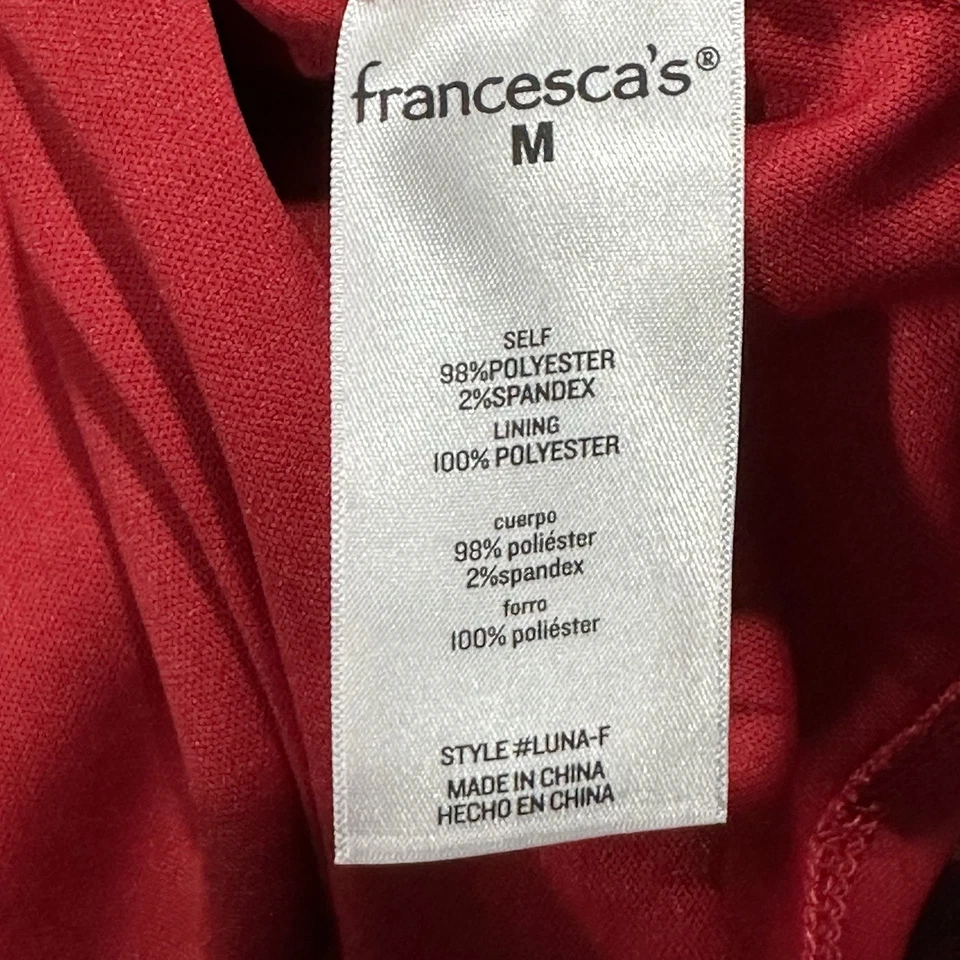 francesca's®
M
SELF
98%POLYESTER
2%SPANDEX
LINING
100% POLYESTER
cuerpo
98% poliéster
2%spandex
forro
100% poliéster
STYLE #LUNA-F
MADE IN CHINA
HECHO EN CHINA